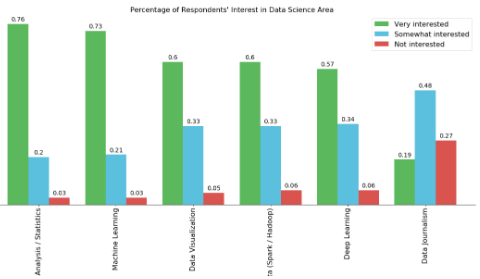 Percentage of Respondents' Interest in Data Science Area
Very interested
Somewhat interested
Not interested
0.76
0.2
0.03
0.73
0.21
0.03
0.6
0.33
0.05
0.6
0.33
0.06
0.57
0.34
0.06
0.19
0.48
0.27
Analysis / Statistics
Machine Learning
Data Visualization
ta (Spark / Hadoop)
Deep Learning
Data Journalism